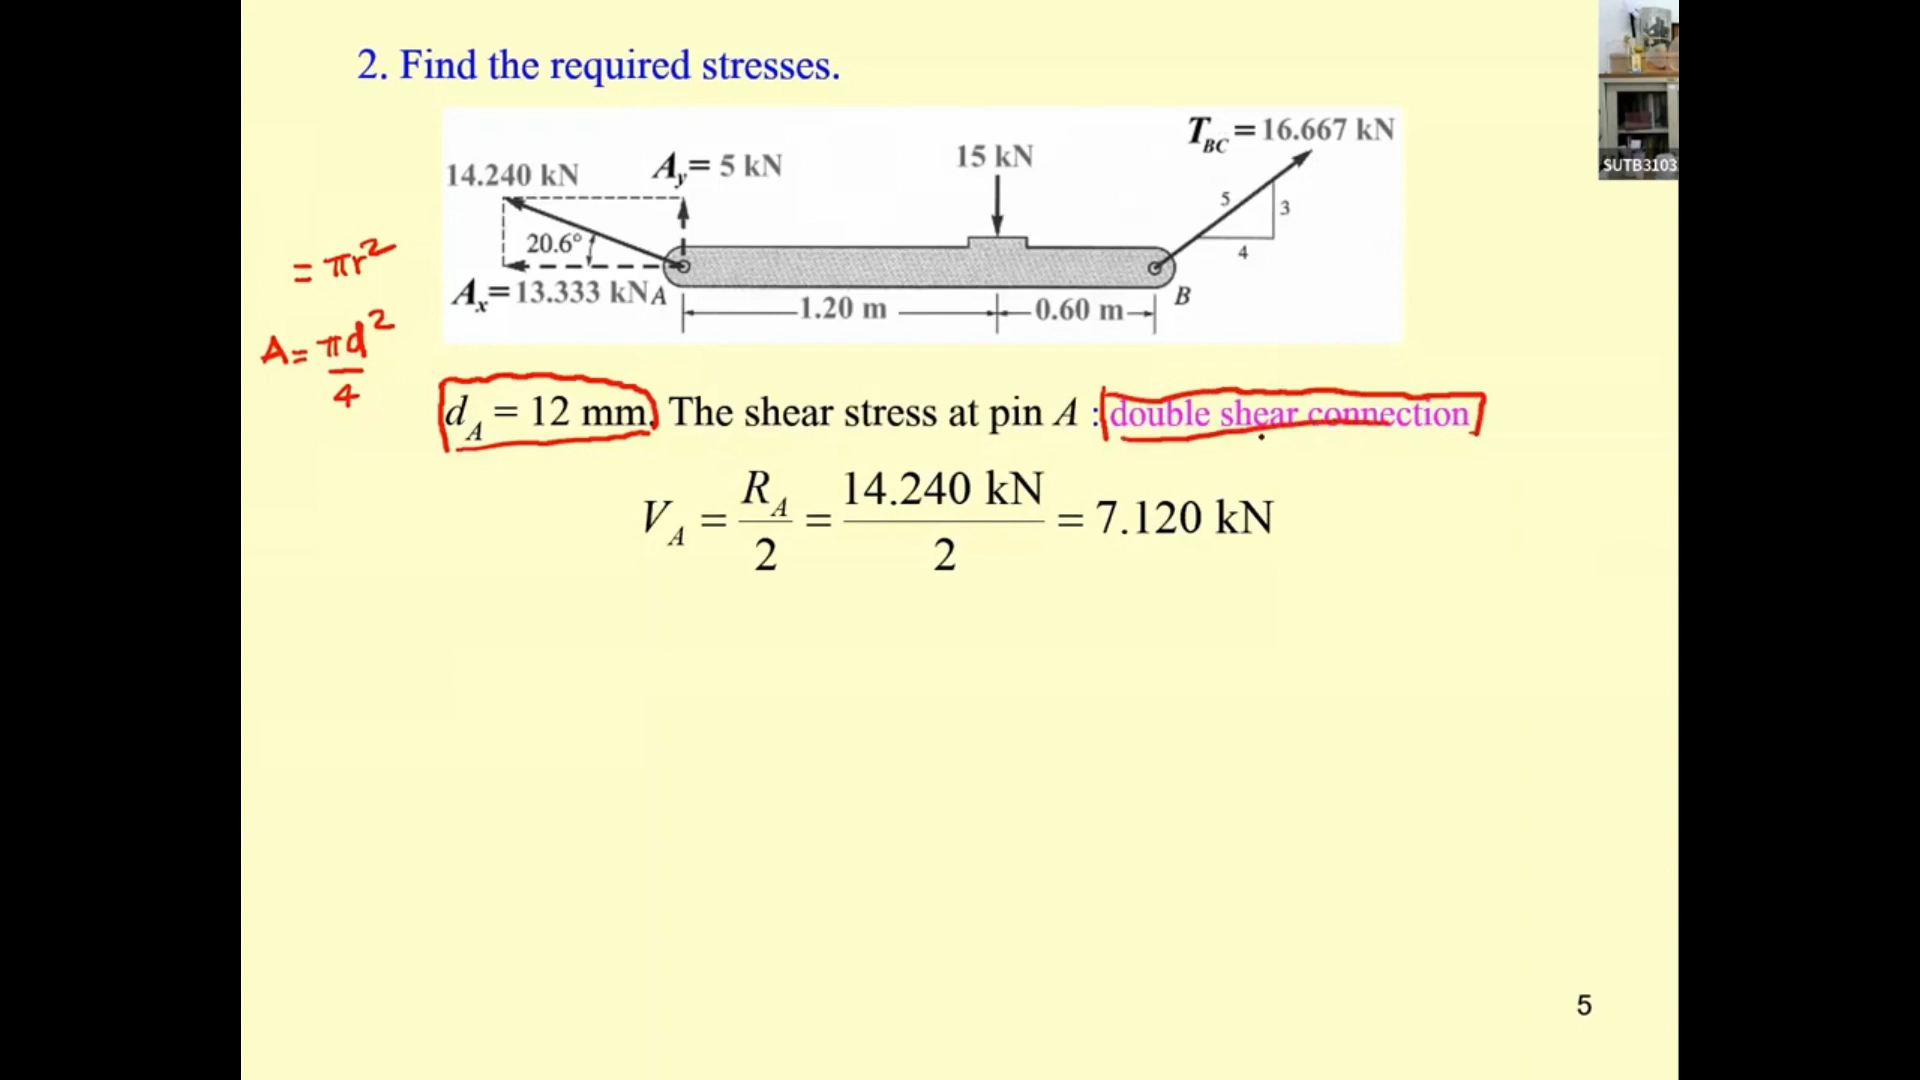 2. Find the required stresses.
SUTB3103
T_BC = 16.667 kN
14.240 kN
A_y = 5 kN
15 kN
5
3
4
20.6°
= πr²
A_x = 13.333 kN
A
1.20 m
0.60 m
B
A = πd²/4
d_A = 12 mm. The shear stress at pin A : double shear connection
V_A = R_A/2 = 14.240 kN/2 = 7.120 kN
5